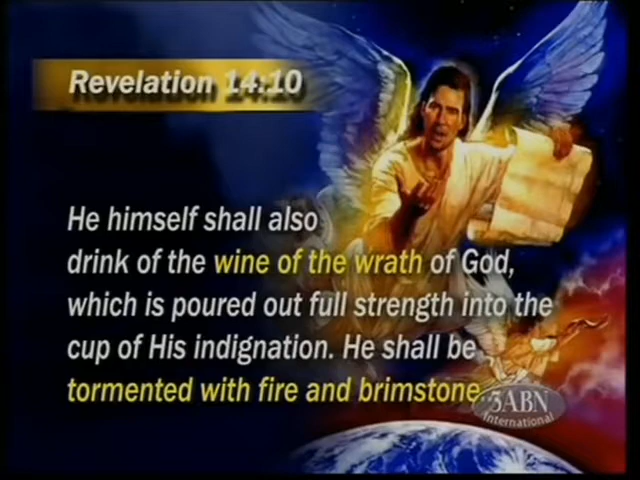 Revelation 14:10
He himself shall also
drink of the wine of the wrath of God,
which is poured out full strength into the
cup of His indignation. He shall be
tormented with fire and brimstone...
3ABN
International